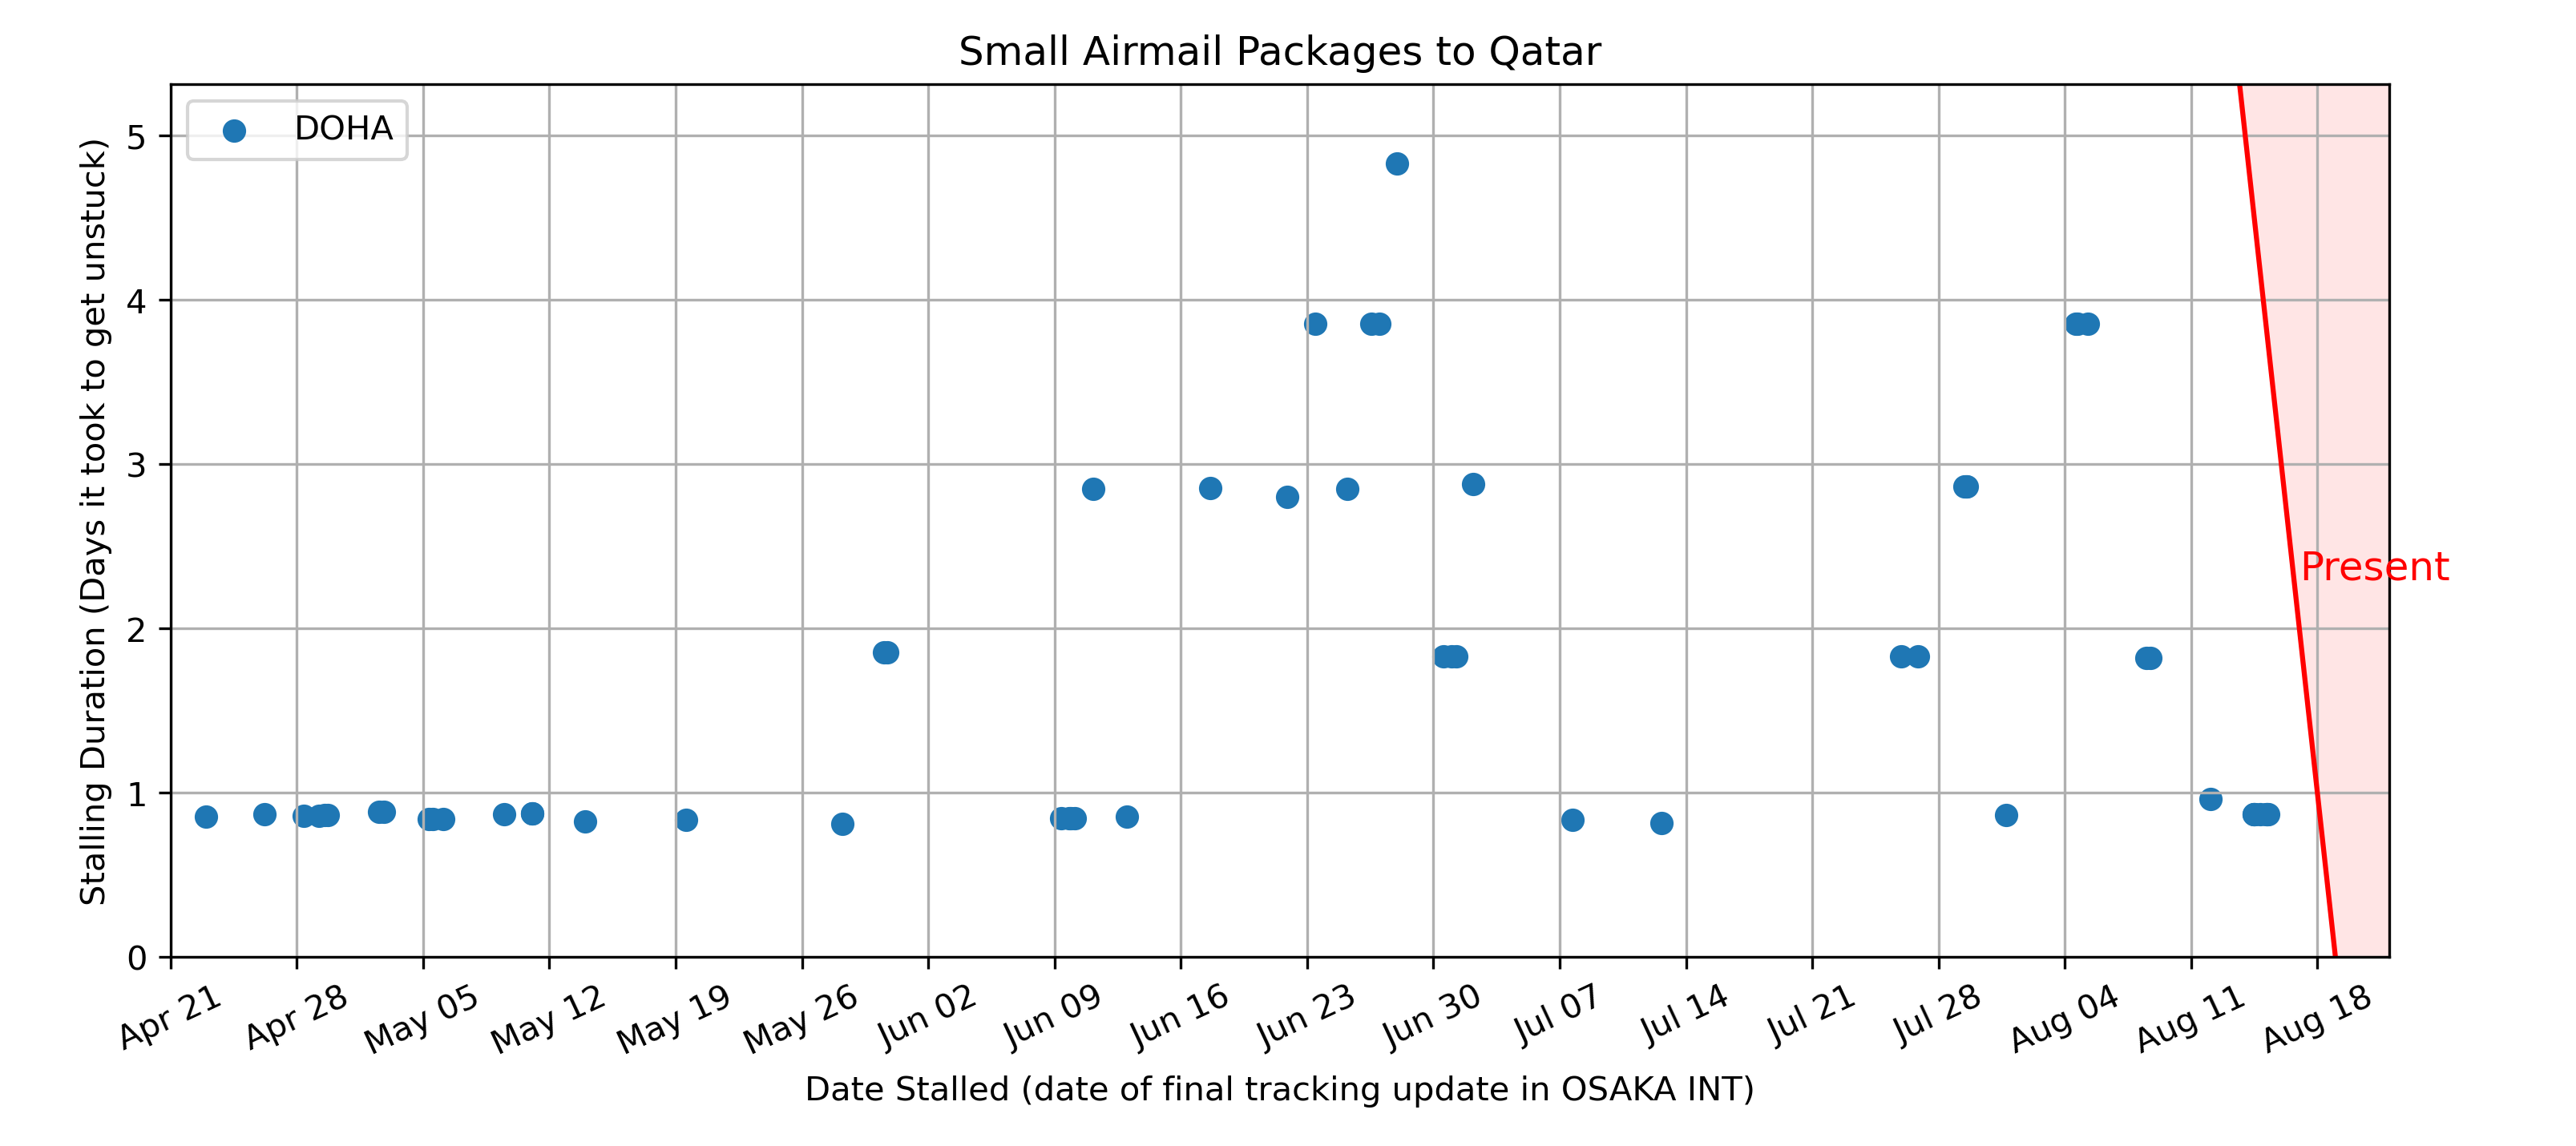 Small Airmail Packages to Qatar
DOHA
Stalling Duration (Days it took to get unstuck)
5
4
3
2
1
0
Present
Apr 21
Apr 28
May 05
May 12
May 19
May 26
Jun 02
Jun 09
Jun 16
Jun 23
Jun 30
Jul 07
Jul 14
Jul 21
Jul 28
Aug 04
Aug 11
Aug 18
Date Stalled (date of final tracking update in OSAKA INT)